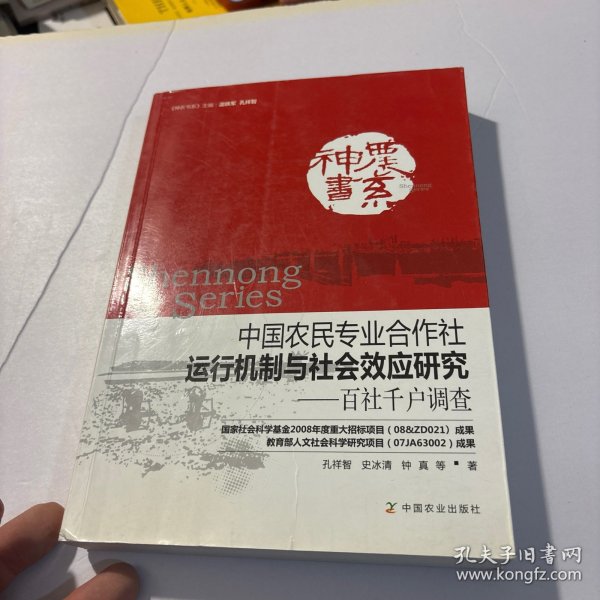 《神农书系》主编 温铁军 孔祥智
神農書系
Shennong
Series
Shennong
Series
中国农民专业合作社
运行机制与社会效应研究
——百社千户调查
国家社会科学基金2008年度重大招标项目(08&ZD021)成果
教育部人文社会科学研究项目(07JA63002)成果
孔祥智 史冰清 钟 真 等 ▪ 著
中国农业出版社
孔夫子旧书网
www.kongfz.com